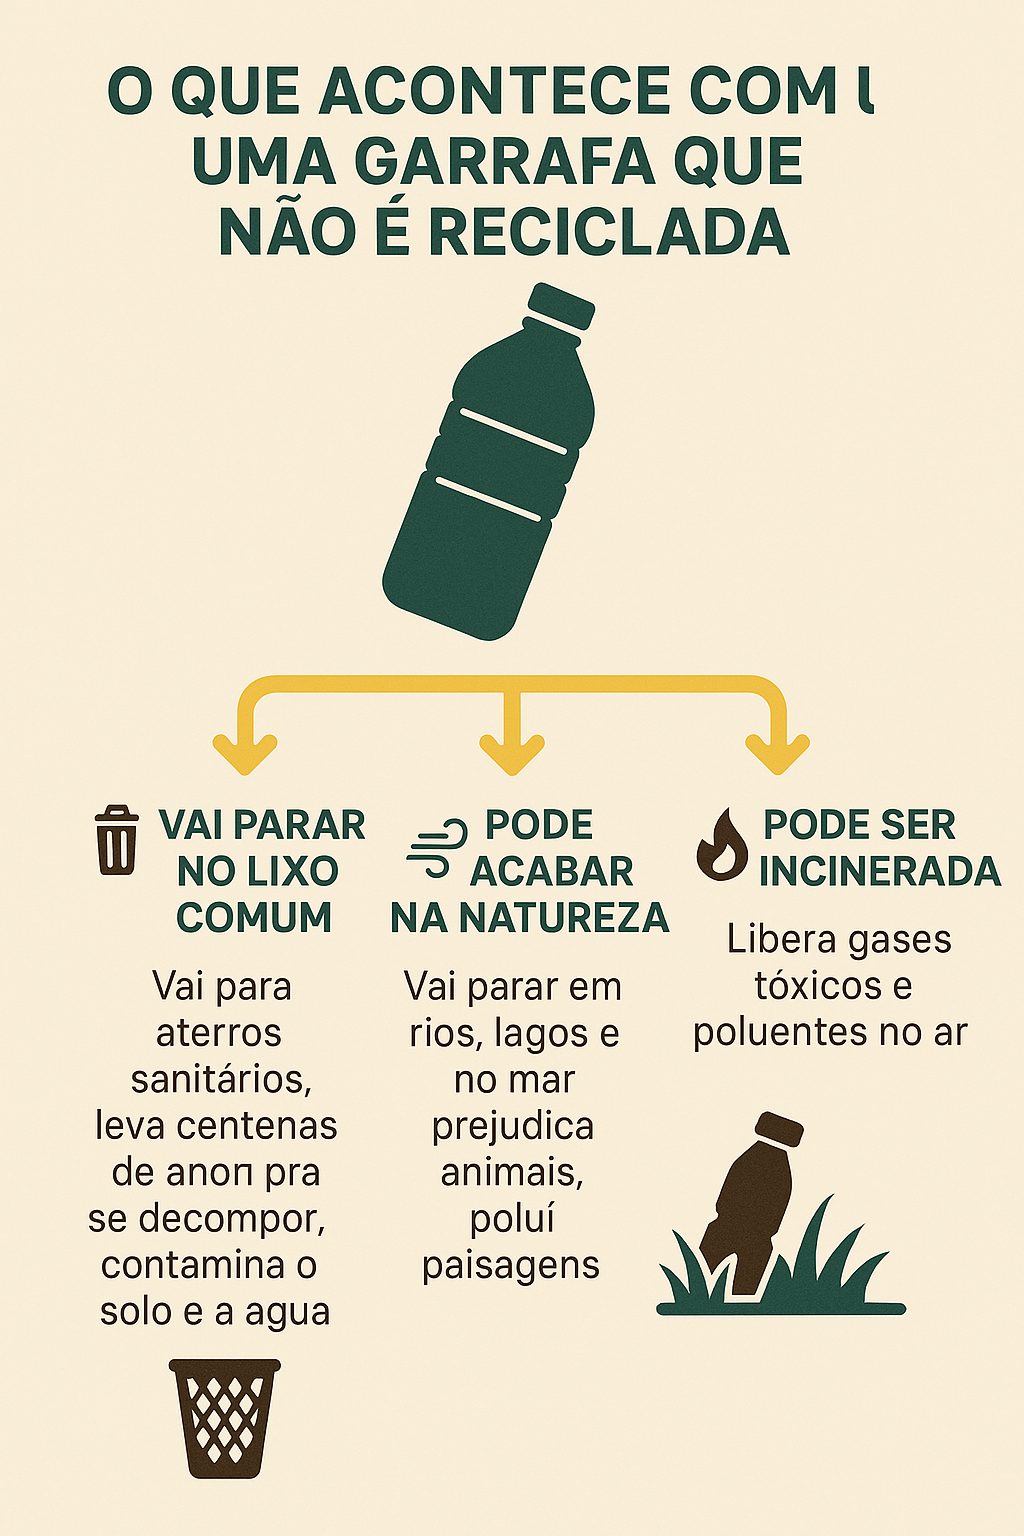 O QUE ACONTECE COM
UMA GARRAFA QUE
NÃO É RECICLADA
VAI PARAR
NO LIXO
COMUM
Vai para
aterros
sanitários,
leva centenas
de anoп pra
se decompor,
contamina o
solo e a agua
PODE
ACABAR
NA NATUREZA
Vai parar em
rios, lagos e
no mar
prejudica
animais,
poluí
paisagens
PODE SER
INCINERADA
Libera gases
tóxicos e
poluentes no ar